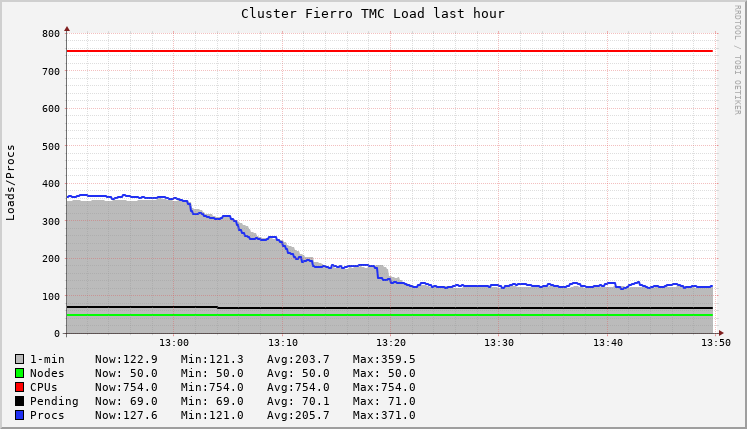 Cluster Fierro TMC Load last hour
RRDTOOL / TOBI OETIKER
Loads/Procs
800
700
600
500
400
300
200
100
0
13:00 13:10 13:20 13:30 13:40 13:50
1-min Now:122.9 Min:121.3 Avg:203.7 Max:359.5
Nodes Now: 50.0 Min: 50.0 Avg: 50.0 Max: 50.0
CPUs Now:754.0 Min:754.0 Avg:754.0 Max:754.0
Pending Now: 69.0 Min: 69.0 Avg: 70.1 Max: 71.0
Procs Now:127.6 Min:121.0 Avg:205.7 Max:371.0